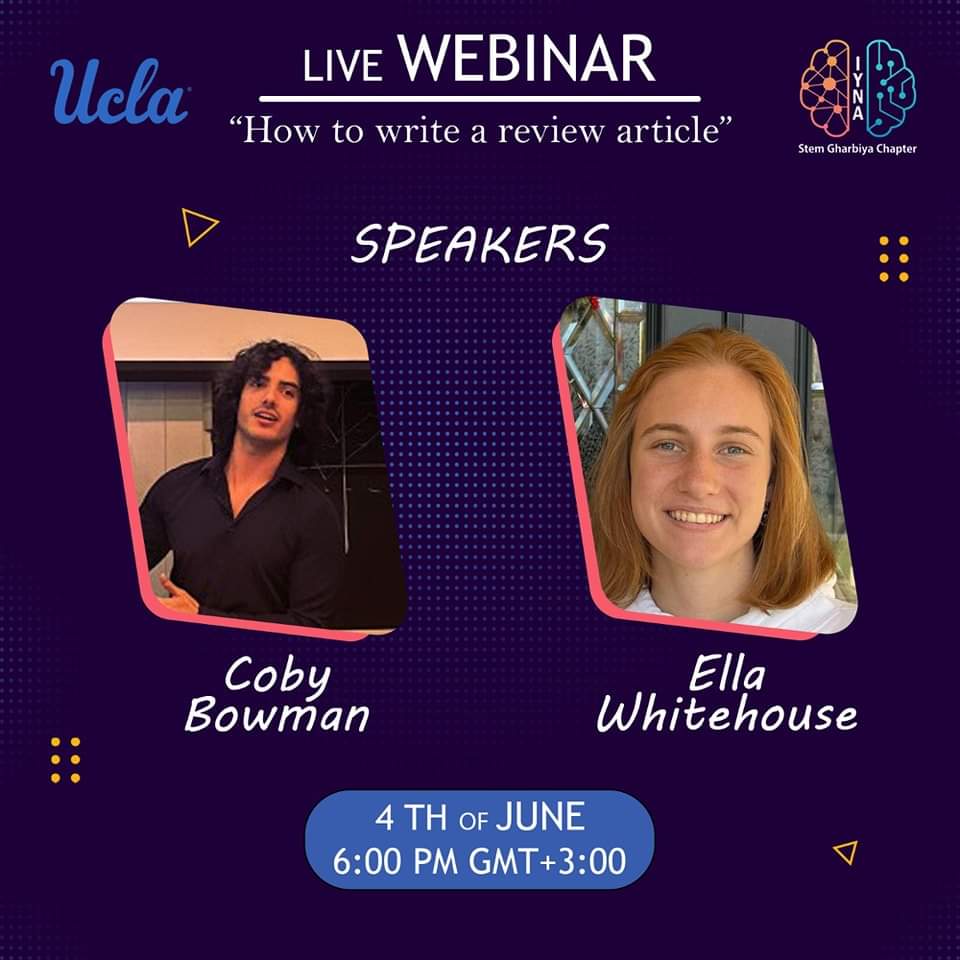 Ucla
LIVE WEBINAR
“How to write a review article”
IYNA
Stem Gharbiya Chapter
SPEAKERS
Coby
Bowman
Ella
Whitehouse
4 TH OF JUNE
6:00 PM GMT+3:00